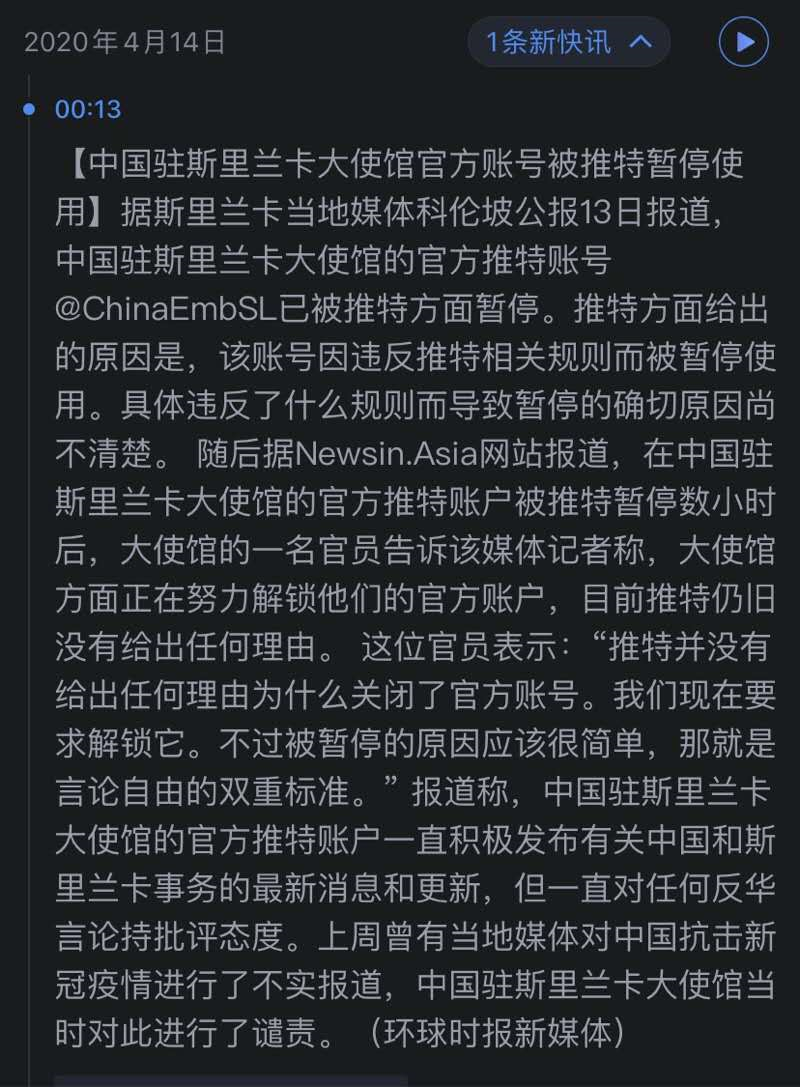 2020年4月14日
1条新快讯
00:13
【中国驻斯里兰卡大使馆官方账号被推特暂停使
用】据斯里兰卡当地媒体科伦坡公报13日报道，
中国驻斯里兰卡大使馆的官方推特账号
@ChinaEmbSL已被推特方面暂停。推特方面给出
的原因是，该账号因违反推特相关规则而被暂停使
用。具体违反了什么规则而导致暂停的确切原因尚
不清楚。 随后据Newsin.Asia网站报道，在中国驻
斯里兰卡大使馆的官方推特账户被推特暂停数小时
后，大使馆的一名官员告诉该媒体记者称，大使馆
方面正在努力解锁他们的官方账户，目前推特仍旧
没有给出任何理由。 这位官员表示：“推特并没有
给出任何理由为什么关闭了官方账号。我们现在要
求解锁它。不过被暂停的原因应该很简单，那就是
言论自由的双重标准。” 报道称，中国驻斯里兰卡
大使馆的官方推特账户一直积极发布有关中国和斯
里兰卡事务的最新消息和更新，但一直对任何反华
言论持批评态度。上周曾有当地媒体对中国抗击新
冠疫情进行了不实报道，中国驻斯里兰卡大使馆当
时对此进行了谴责。（环球时报新媒体）